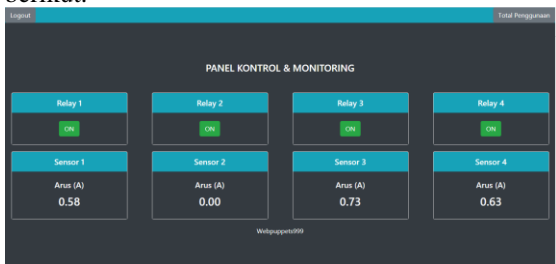 berikut.
Logout Total Penggunaan
PANEL KONTROL & MONITORING
Relay 1 Relay 2 Relay 3 Relay 4
ON ON ON ON
Sensor 1 Sensor 2 Sensor 3 Sensor 4
Arus (A) Arus (A) Arus (A) Arus (A)
0.58 0.00 0.73 0.63
Webpuppets999